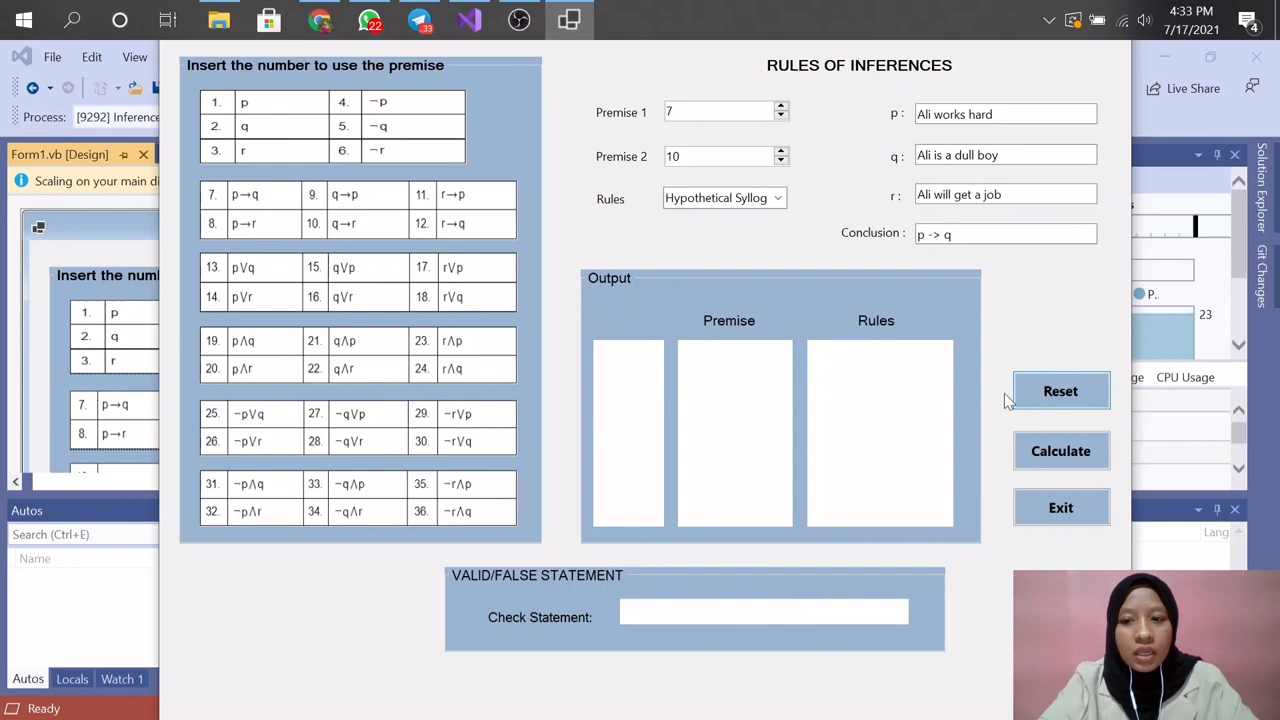 22
33
4:33 PM
7/17/2021
4
File Edit View
Live Share
Process: [9292] Inference
Form1.vb [Design]
Scaling on your main di
Insert the numb
1. p
2. q
3. r
7. p→q
8. p→r
Autos
Search (Ctrl+E)
Name
Autos Locals Watch 1
Ready
Insert the number to use the premise
1. p 4. ¬p
2. q 5. ¬q
3. r 6. ¬r
7. p→q 9. q→p 11. r→p
8. p→r 10. q→r 12. r→q
13. p∨q 15. q∨p 17. r∨p
14. p∨r 16. q∨r 18. r∨q
19. p∧q 21. q∧p 23. r∧p
20. p∧r 22. q∧r 24. r∧q
25. ¬p∨q 27. ¬q∨p 29. ¬r∨p
26. ¬p∨r 28. ¬q∨r 30. ¬r∨q
31. ¬p∧q 33. ¬q∧p 35. ¬r∧p
32. ¬p∧r 34. ¬q∧r 36. ¬r∧q
RULES OF INFERENCES
Premise 1 7 p : Ali works hard
Premise 2 10 q : Ali is a dull boy
Rules Hypothetical Syllog r : Ali will get a job
Conclusion : p -> q
Output
Premise Rules
Reset
Calculate
Exit
VALID/FALSE STATEMENT
Check Statement:
Solution Explorer
Git Changes
P..
23
ge CPU Usage
Lang